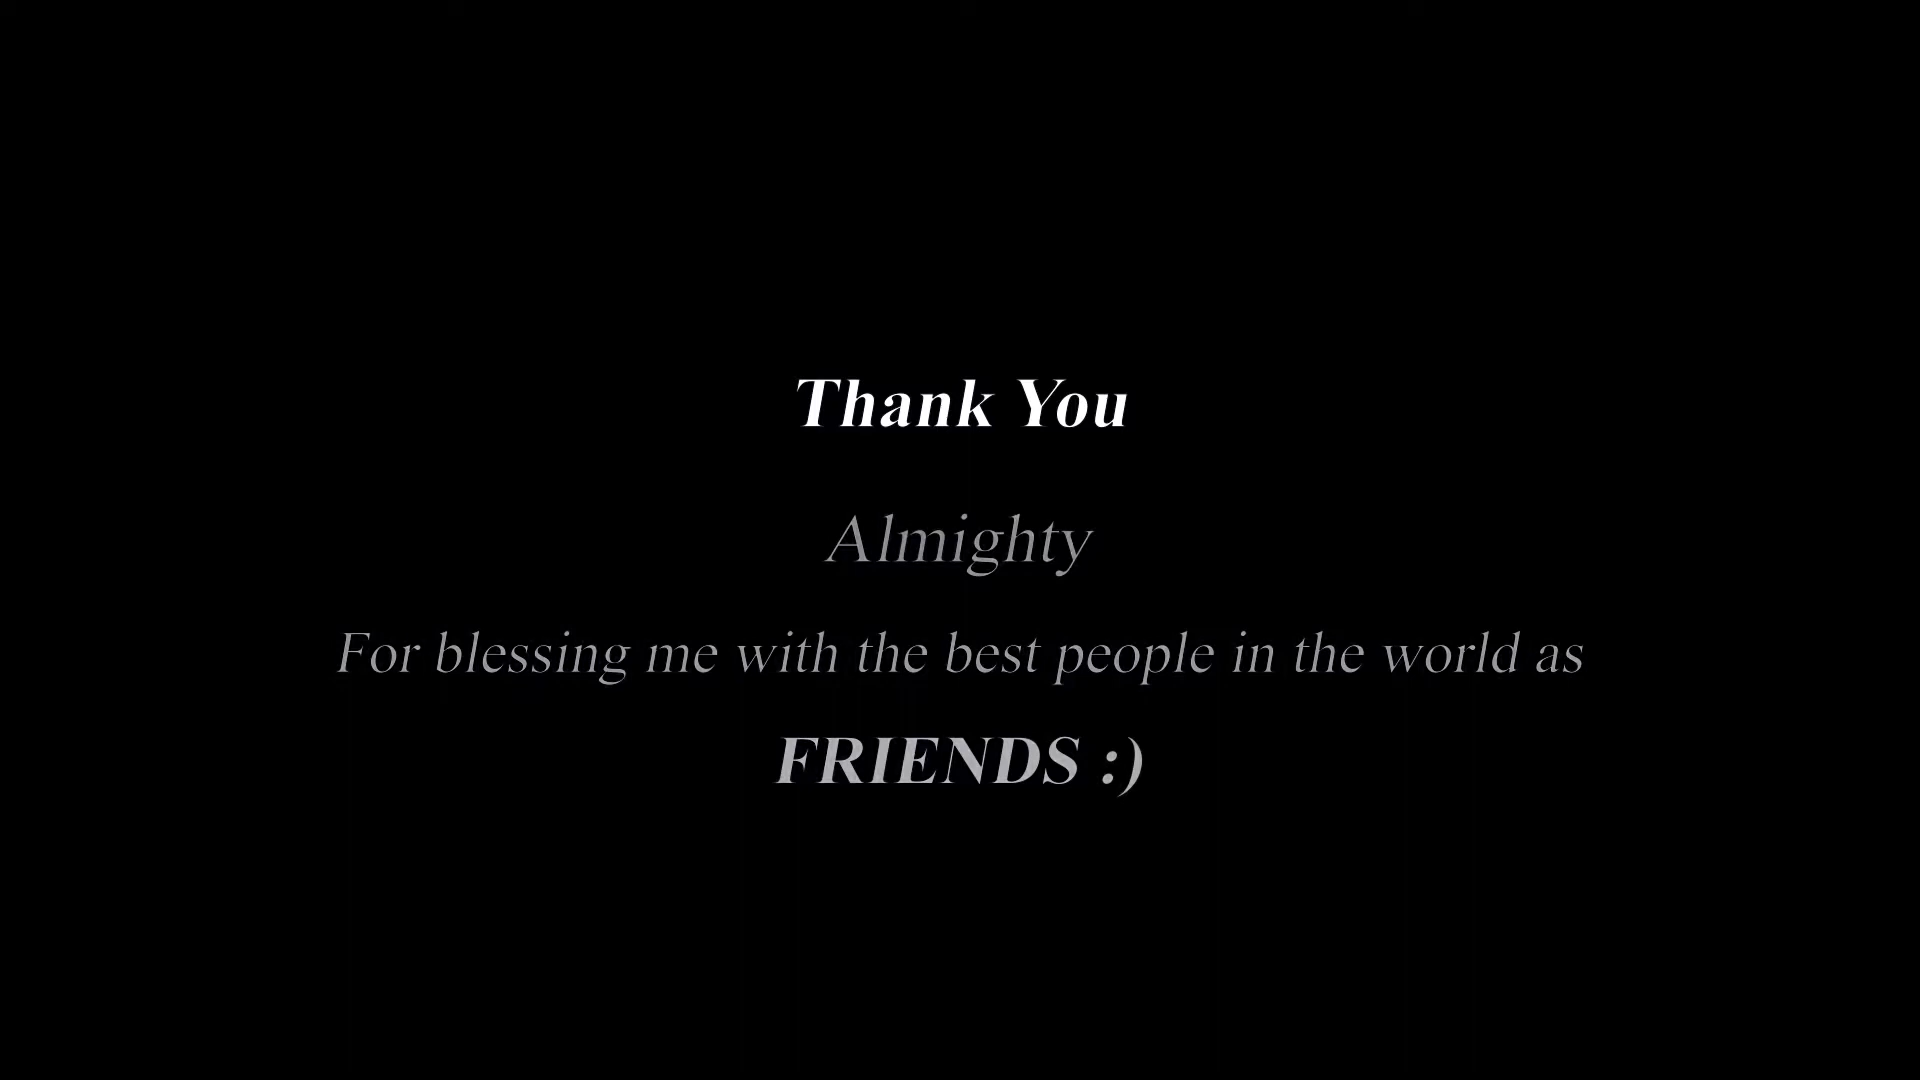 Thank You
Almighty
For blessing me with the best people in the world as
FRIENDS :)